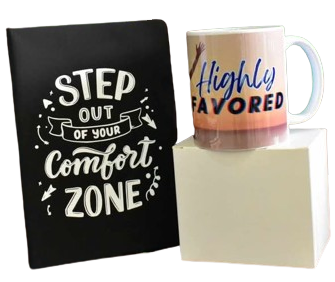 STEP
OUT
OF YOUR
Comfort
ZONE
Highly
FAVORED